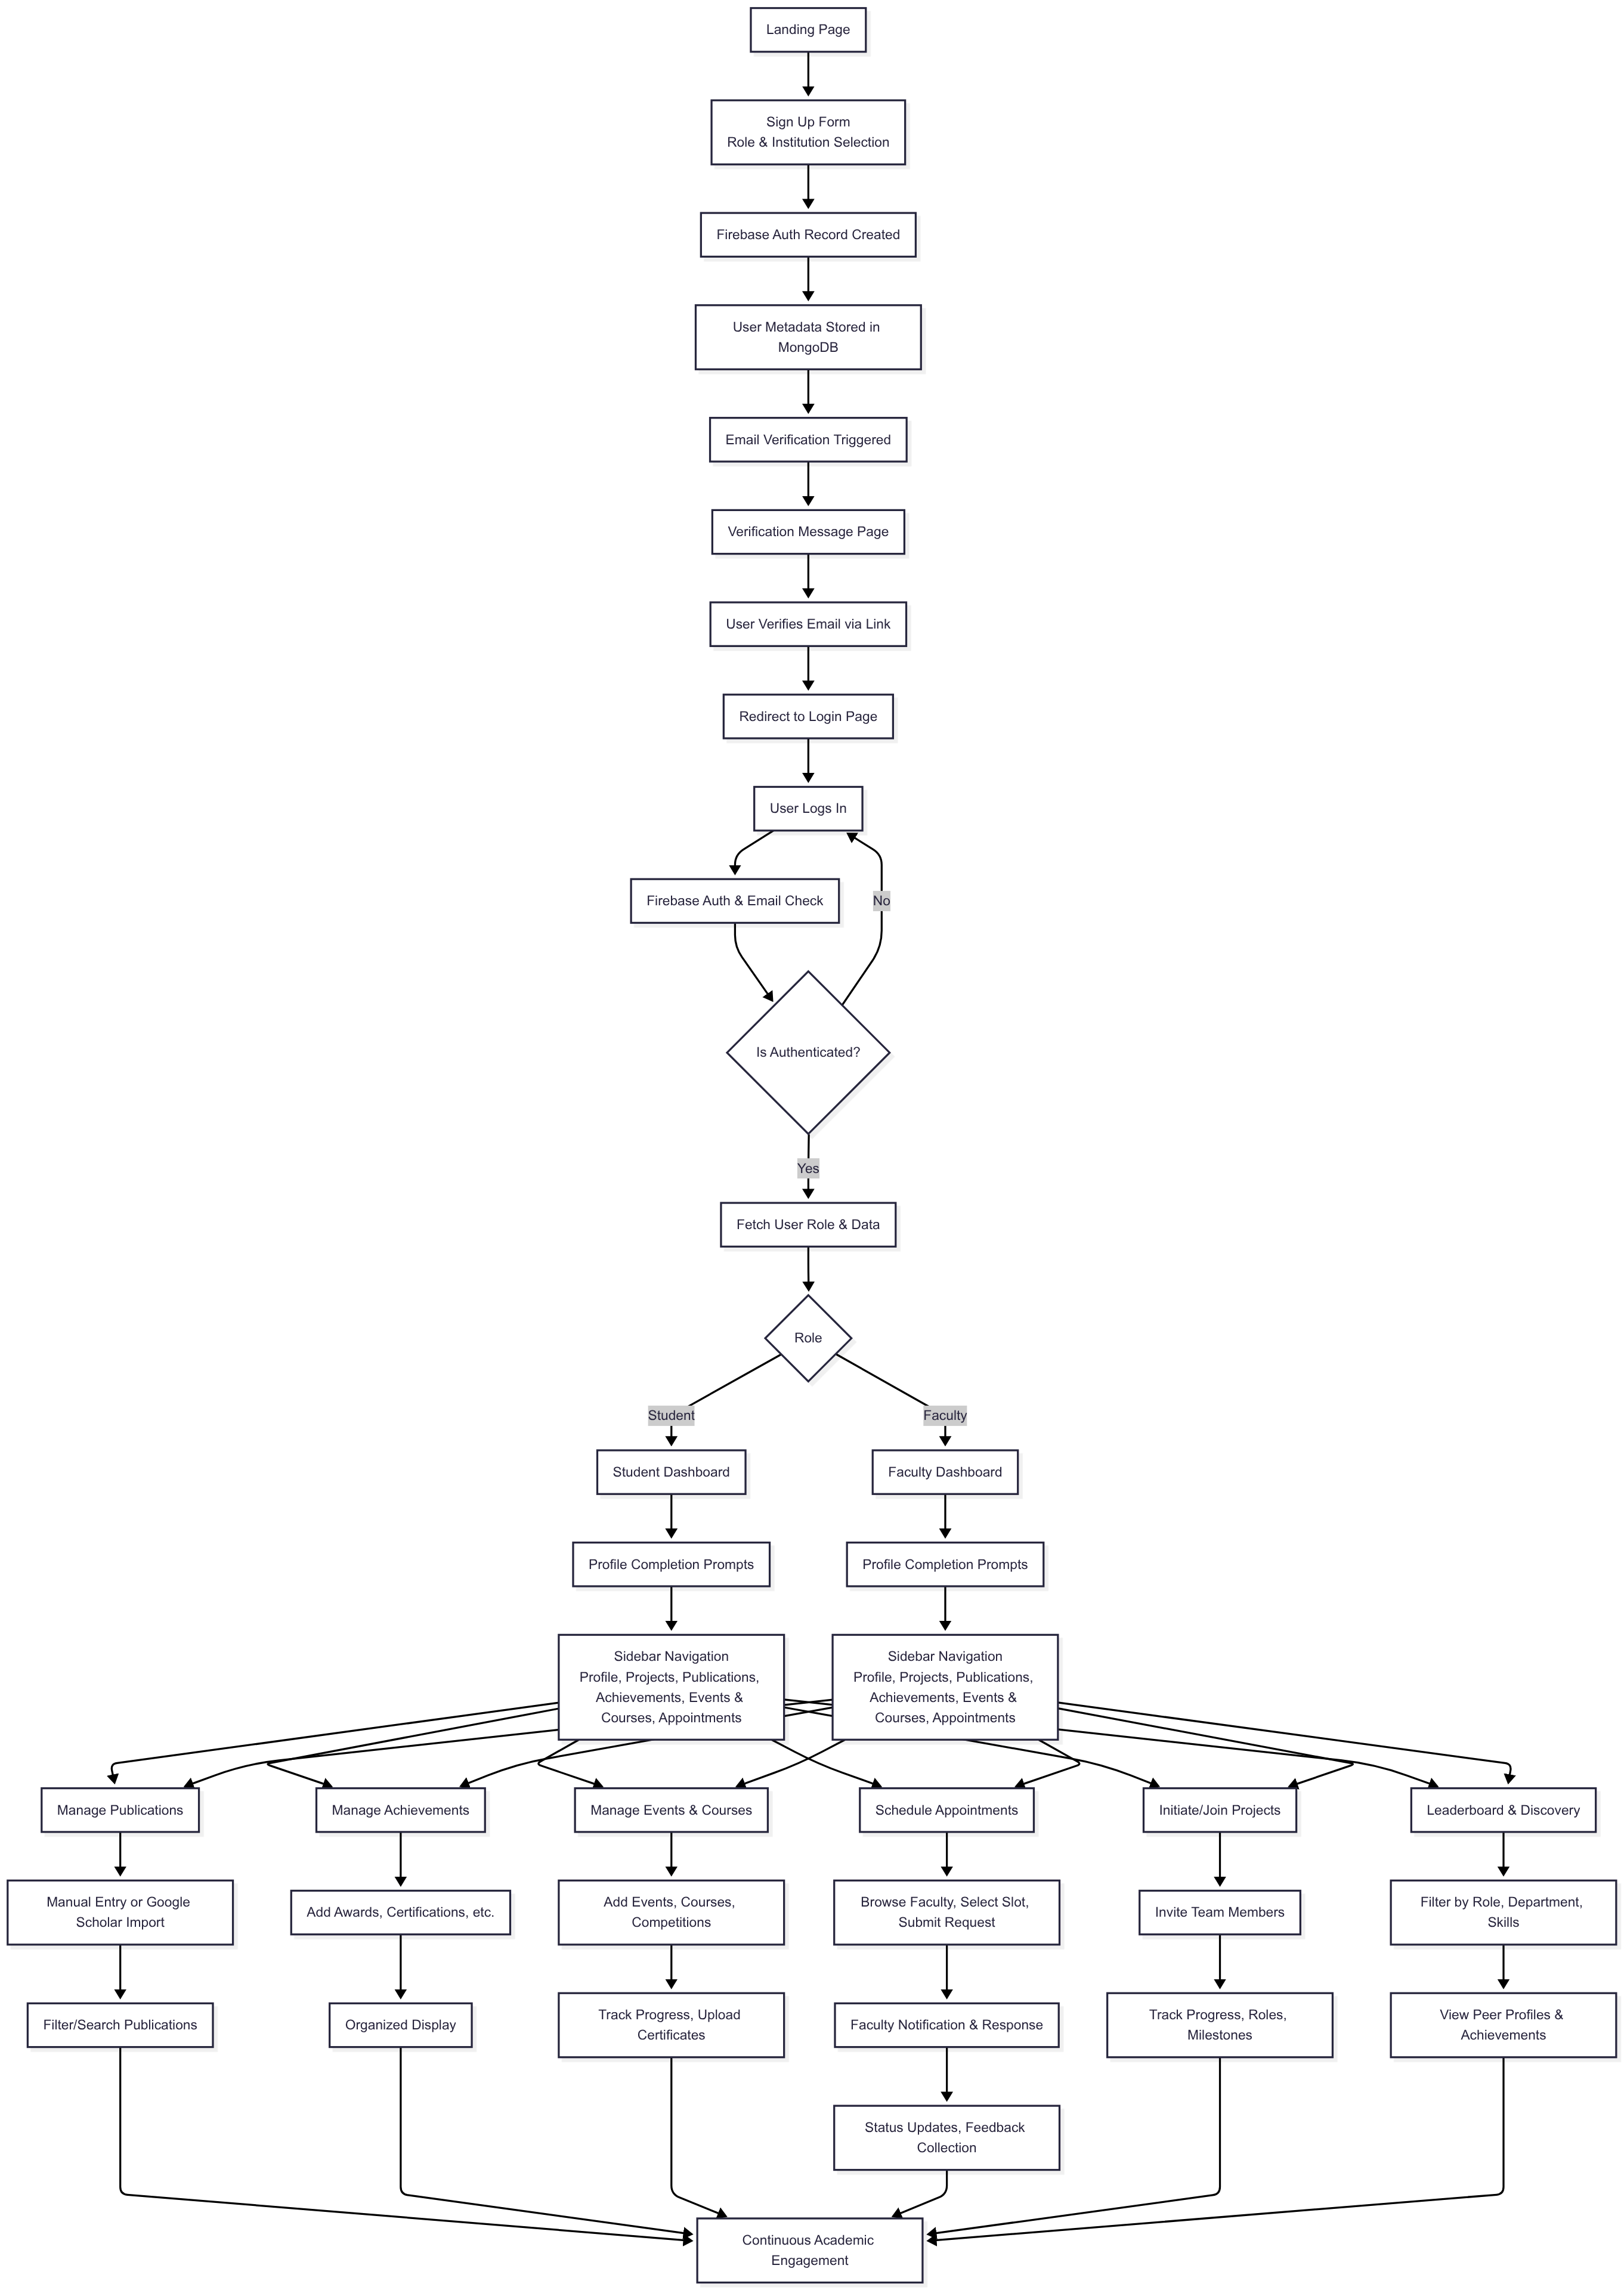 Landing Page
Sign Up Form
Role & Institution Selection
Firebase Auth Record Created
User Metadata Stored in
MongoDB
Email Verification Triggered
Verification Message Page
User Verifies Email via Link
Redirect to Login Page
User Logs In
Firebase Auth & Email Check
No
Is Authenticated?
Yes
Fetch User Role & Data
Role
Student
Faculty
Student Dashboard
Faculty Dashboard
Profile Completion Prompts
Profile Completion Prompts
Sidebar Navigation
Profile, Projects, Publications,
Achievements, Events &
Courses, Appointments
Sidebar Navigation
Profile, Projects, Publications,
Achievements, Events &
Courses, Appointments
Manage Publications
Manage Achievements
Manage Events & Courses
Schedule Appointments
Initiate/Join Projects
Leaderboard & Discovery
Manual Entry or Google
Scholar Import
Add Awards, Certifications, etc.
Add Events, Courses,
Competitions
Browse Faculty, Select Slot,
Submit Request
Invite Team Members
Filter by Role, Department,
Skills
Filter/Search Publications
Organized Display
Track Progress, Upload
Certificates
Faculty Notification & Response
Track Progress, Roles,
Milestones
View Peer Profiles &
Achievements
Status Updates, Feedback
Collection
Continuous Academic
Engagement